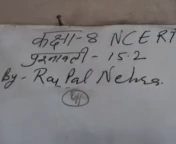 कक्षा-8 NCERT
प्रश्नावली - 15.2
By - Raj Pal Nehra.